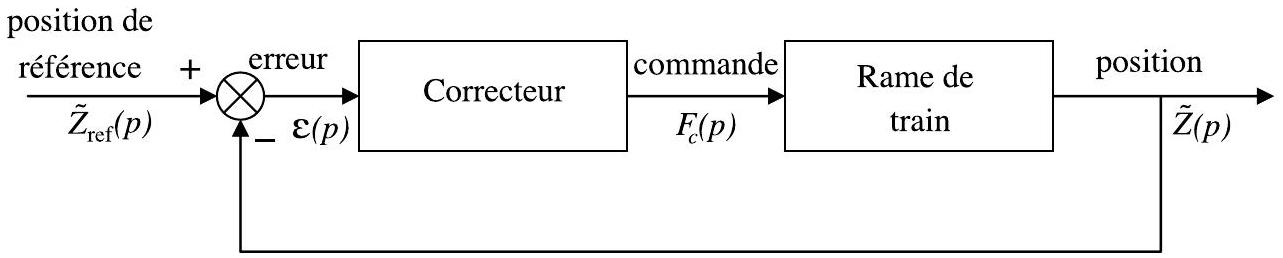 position de
référence
+
erreur
Correcteur
commande
Rame de
train
position
Z̃ref(p)
−
ε(p)
Fc(p)
Z̃(p)